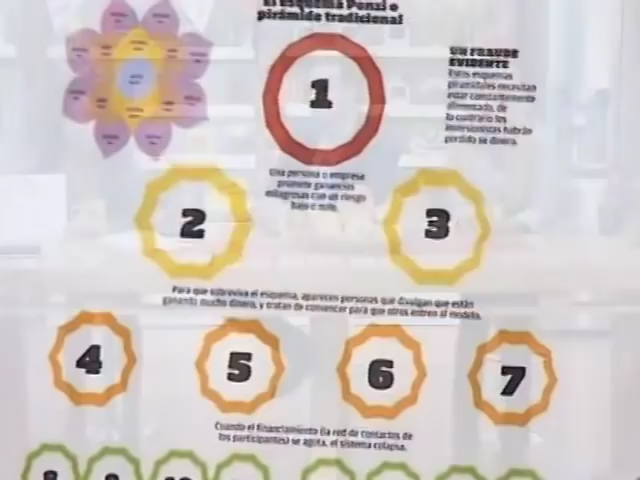 El esquema Ponzi o
pirámide tradicional
1
UN FRAUDE
EVIDENTE
Estos esquemas
piramidales necesitan
estar constantemente
alimentados, de
lo contrario los
inversionistas habrán
perdido su dinero.
Una persona o empresa
promete ganancias
milagrosas con un riesgo
bajo o nulo.
2
3
Para que sobreviva el esquema, aparecen personas que divulgan que están
ganando mucho dinero, y tratan de convencer para que otros entren al modelo.
4
5
6
7
Cuando el financiamiento (la red de contactos de
los participantes) se agota, el sistema colapsa.
8
9
10